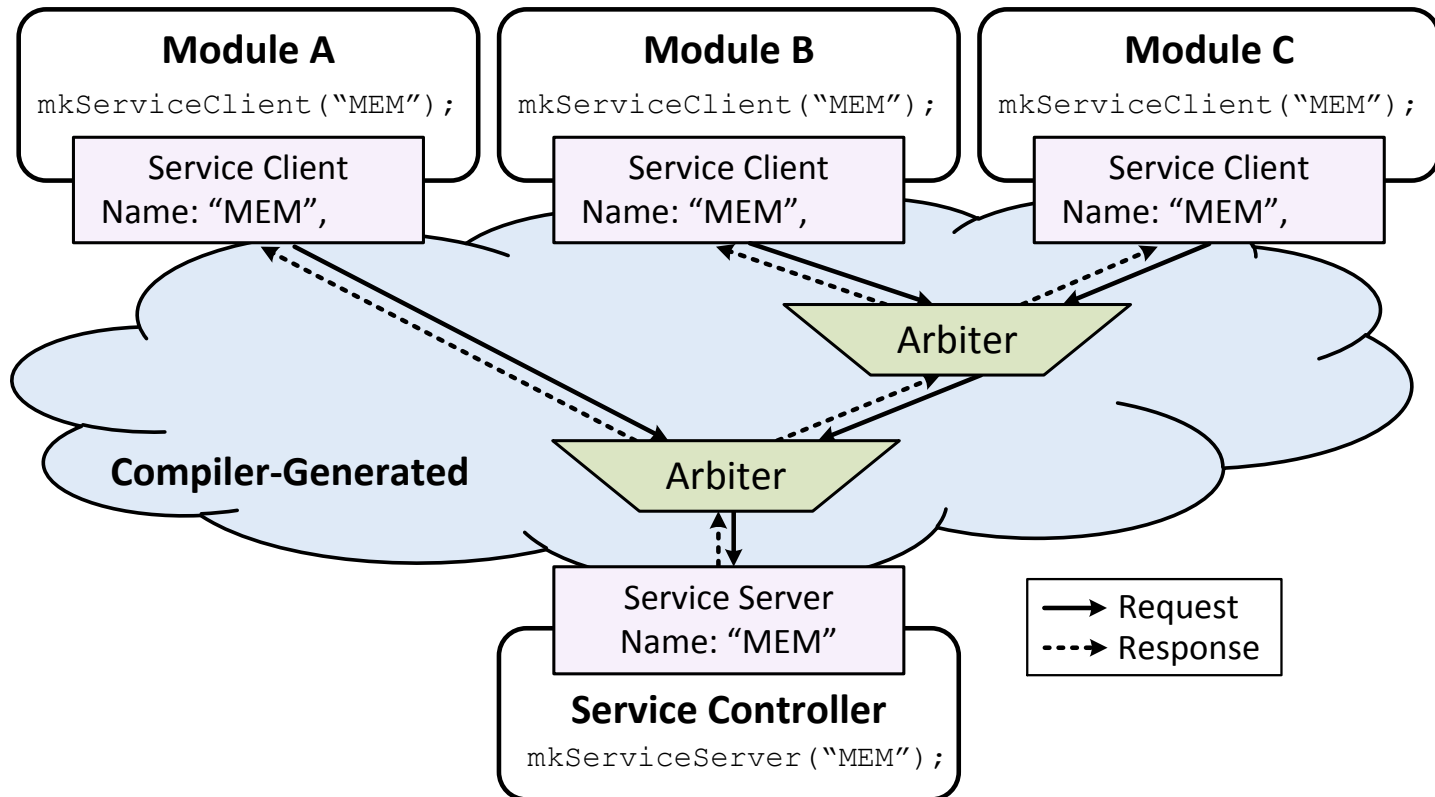 Module A
mkServiceClient(“MEM”);
Service Client
Name: “MEM”,
Module B
mkServiceClient(“MEM”);
Service Client
Name: “MEM”,
Module C
mkServiceClient(“MEM”);
Service Client
Name: “MEM”,
Arbiter
Compiler-Generated
Arbiter
Service Server
Name: “MEM”
Service Controller
mkServiceServer(“MEM”);
Request
Response